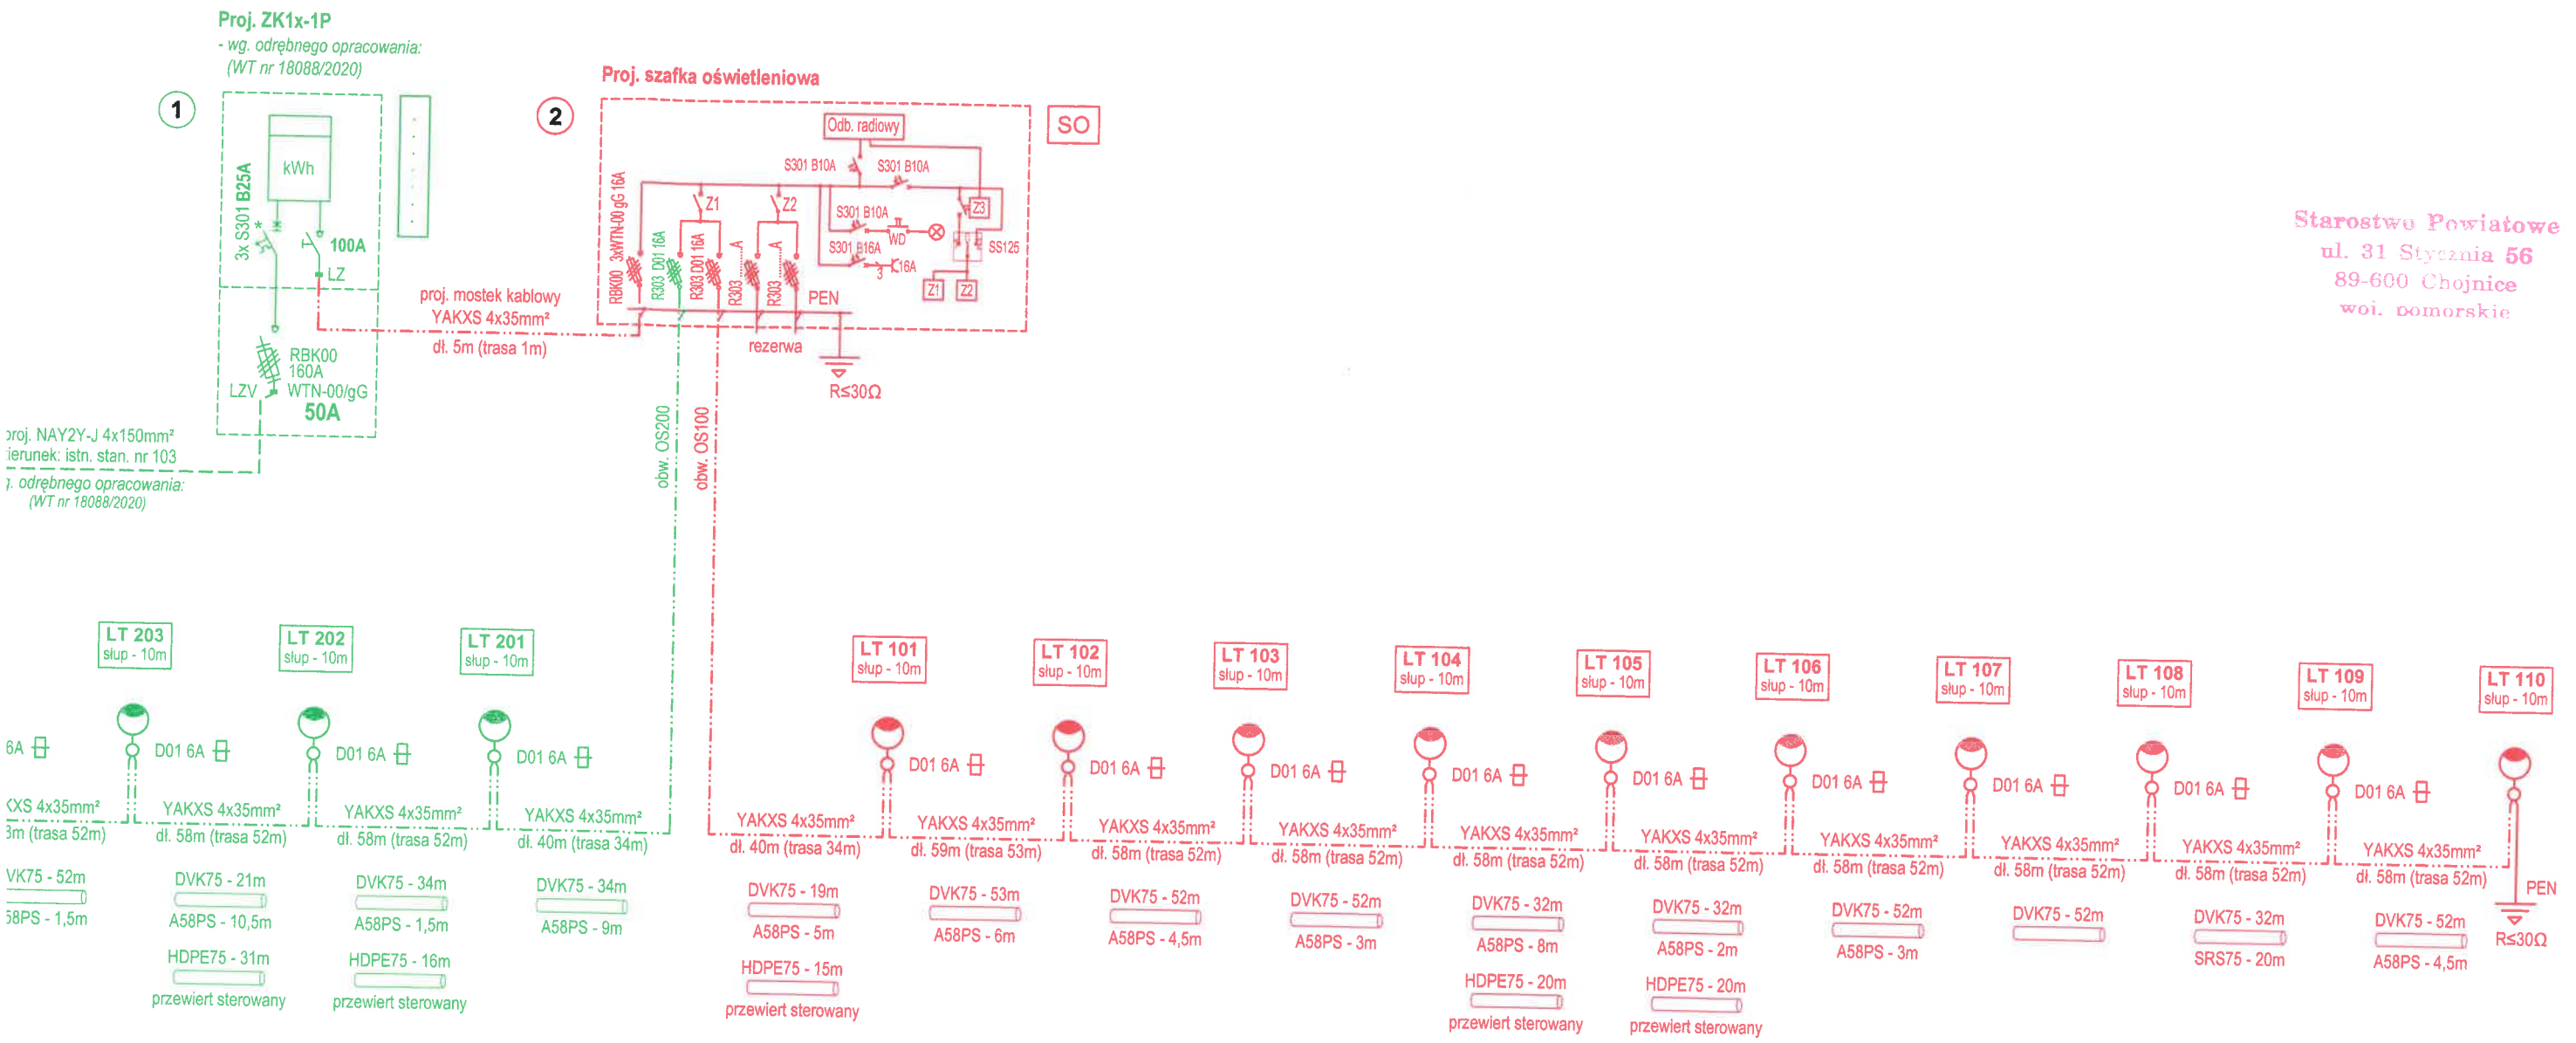 Proj. ZK1x-1P
- wg. odrębnego opracowania:
(WT nr 18088/2020)
1
kWh
3x S301 B25A
*
100A
LZ
RBK00
160A
LZV
WTN-00/gG
50A
proj. NAY2Y-J 4x150mm²
kierunek: istn. stan. nr 103
g. odrębnego opracowania:
(WT nr 18088/2020)
proj. mostek kablowy
YAKXS 4x35mm²
dł. 5m (trasa 1m)
Proj. szafka oświetleniowa
2
SO
Odb. radiowy
S301 B10A
S301 B10A
Z1
Z2
Z3
S301 B10A
WD
S301 B16A
3
16A
SS125
Z1
Z2
RBK00 3xWTN-00 gG 16A
R303 D01 16A
R303 D01 16A
R303 ........A
R303 ........A
PEN
rezerwa
R≤30Ω
obw. OS200
obw. OS100
Starostwo Powiatowe
ul. 31 Stycznia 56
89-600 Chojnice
woj. pomorskie
LT 203
słup - 10m
LT 202
słup - 10m
LT 201
słup - 10m
LT 101
słup - 10m
LT 102
słup - 10m
LT 103
słup - 10m
LT 104
słup - 10m
LT 105
słup - 10m
LT 106
słup - 10m
LT 107
słup - 10m
LT 108
słup - 10m
LT 109
słup - 10m
LT 110
słup - 10m
6A
D01 6A
D01 6A
D01 6A
D01 6A
D01 6A
D01 6A
D01 6A
D01 6A
D01 6A
D01 6A
D01 6A
D01 6A
KXS 4x35mm²
8m (trasa 52m)
YAKXS 4x35mm²
dł. 58m (trasa 52m)
YAKXS 4x35mm²
dł. 58m (trasa 52m)
YAKXS 4x35mm²
dł. 40m (trasa 34m)
YAKXS 4x35mm²
dł. 40m (trasa 34m)
YAKXS 4x35mm²
dł. 59m (trasa 53m)
YAKXS 4x35mm²
dł. 58m (trasa 52m)
YAKXS 4x35mm²
dł. 58m (trasa 52m)
YAKXS 4x35mm²
dł. 58m (trasa 52m)
YAKXS 4x35mm²
dł. 58m (trasa 52m)
YAKXS 4x35mm²
dł. 58m (trasa 52m)
YAKXS 4x35mm²
dł. 58m (trasa 52m)
YAKXS 4x35mm²
dł. 58m (trasa 52m)
YAKXS 4x35mm²
dł. 58m (trasa 52m)
PEN
R≤30Ω
VK75 - 52m
58PS - 1,5m
DVK75 - 21m
A58PS - 10,5m
HDPE75 - 31m
przewiert sterowany
DVK75 - 34m
A58PS - 1,5m
HDPE75 - 16m
przewiert sterowany
DVK75 - 34m
A58PS - 9m
DVK75 - 19m
A58PS - 5m
HDPE75 - 15m
przewiert sterowany
DVK75 - 53m
A58PS - 6m
DVK75 - 52m
A58PS - 4,5m
DVK75 - 52m
A58PS - 3m
DVK75 - 32m
A58PS - 8m
HDPE75 - 20m
przewiert sterowany
DVK75 - 32m
A58PS - 2m
HDPE75 - 20m
przewiert sterowany
DVK75 - 52m
A58PS - 3m
DVK75 - 52m
DVK75 - 32m
SRS75 - 20m
DVK75 - 52m
A58PS - 4,5m